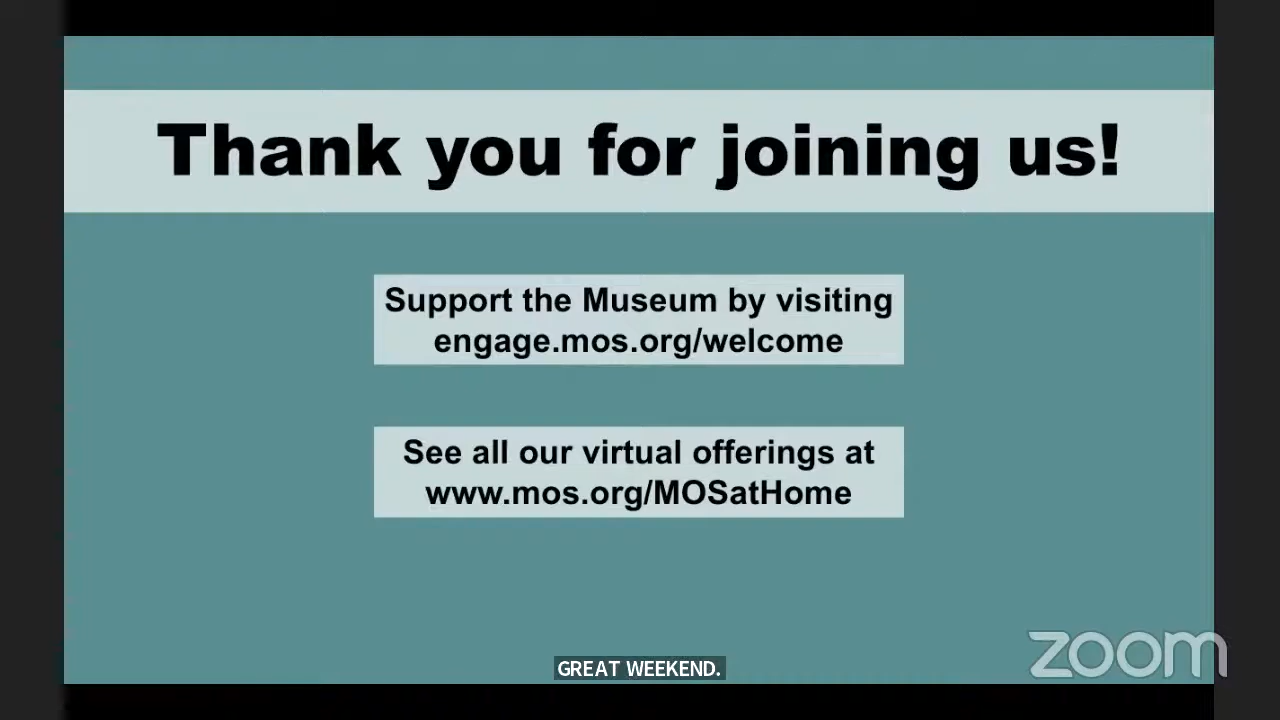 Thank you for joining us!
Support the Museum by visiting
engage.mos.org/welcome
See all our virtual offerings at
www.mos.org/MOSatHome
zoom
GREAT WEEKEND.